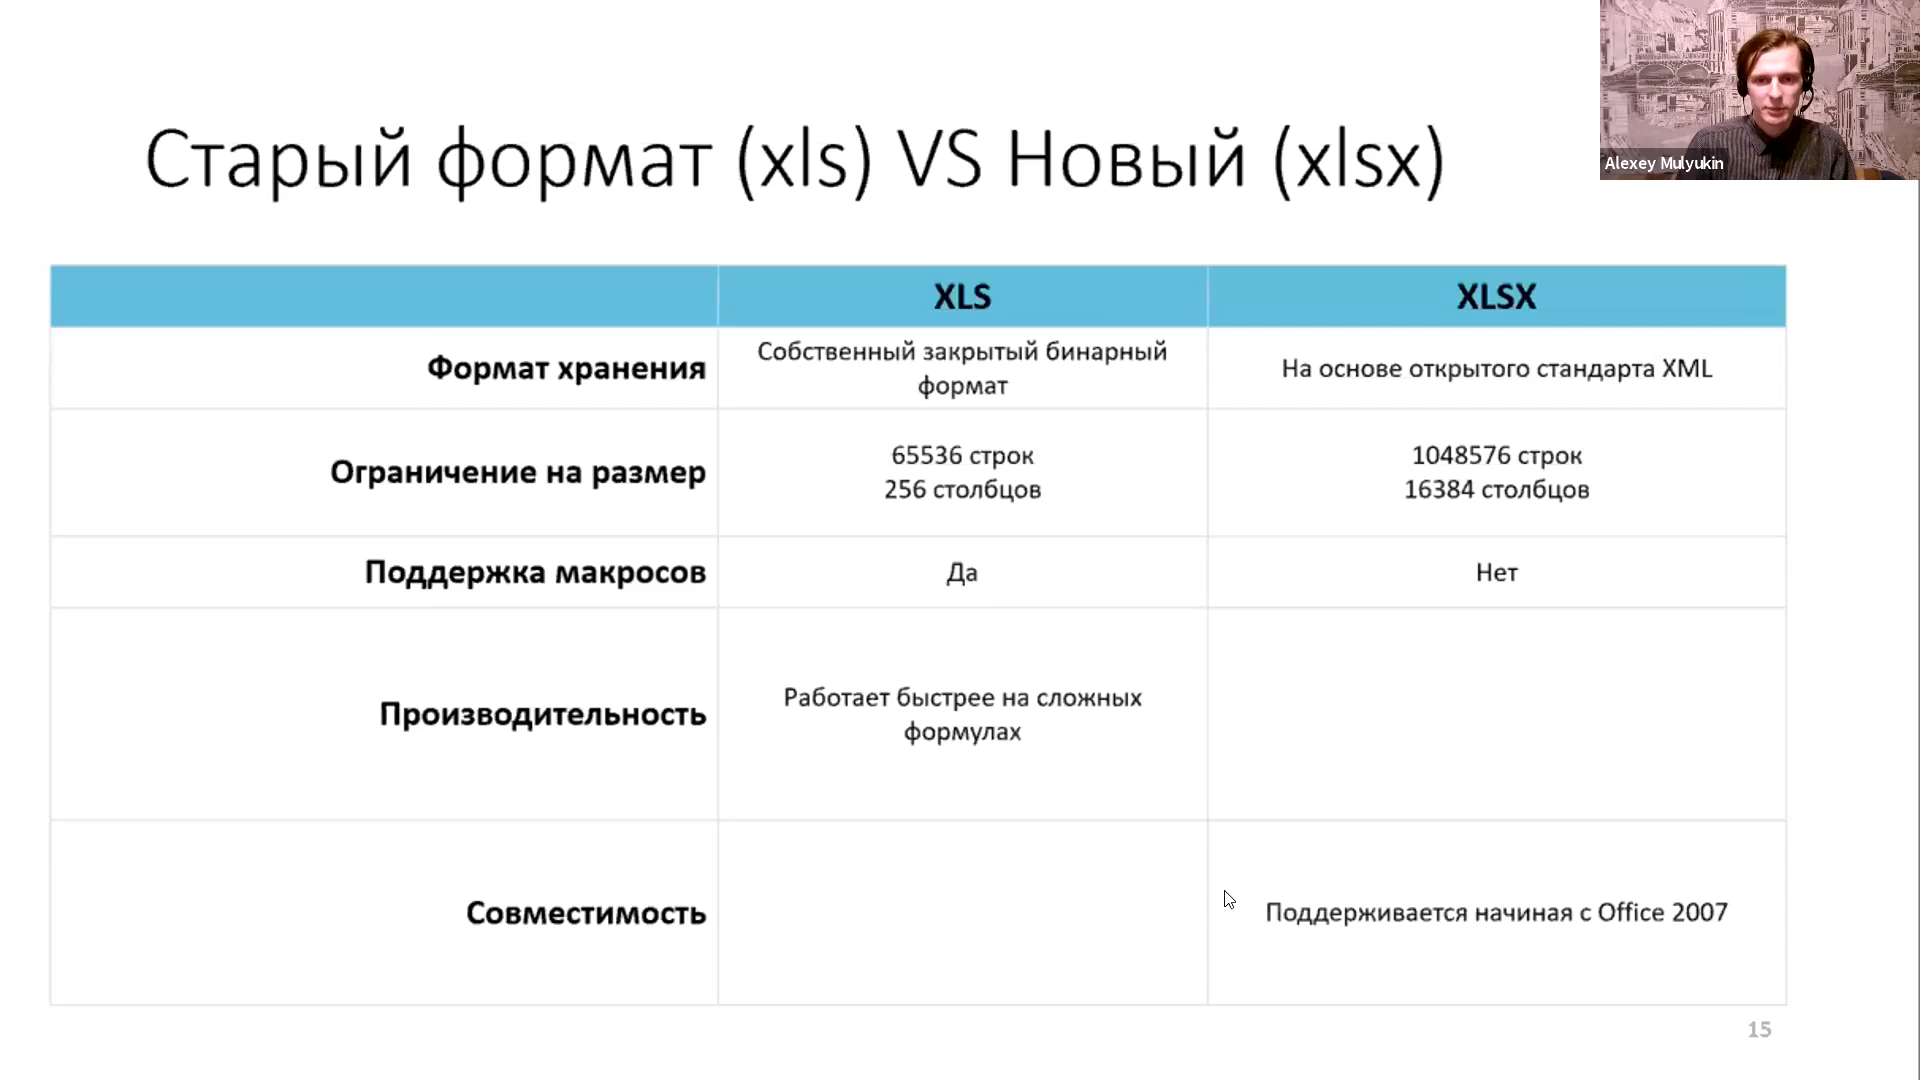 Alexey Mulyukin
Старый формат (xls) VS Новый (xlsx)
XLS
XLSX
Формат хранения
Собственный закрытый бинарный
формат
На основе открытого стандарта XML
Ограничение на размер
65536 строк
256 столбцов
1048576 строк
16384 столбцов
Поддержка макросов
Да
Нет
Производительность
Работает быстрее на сложных
формулах
Совместимость
Поддерживается начиная с Office 2007
15